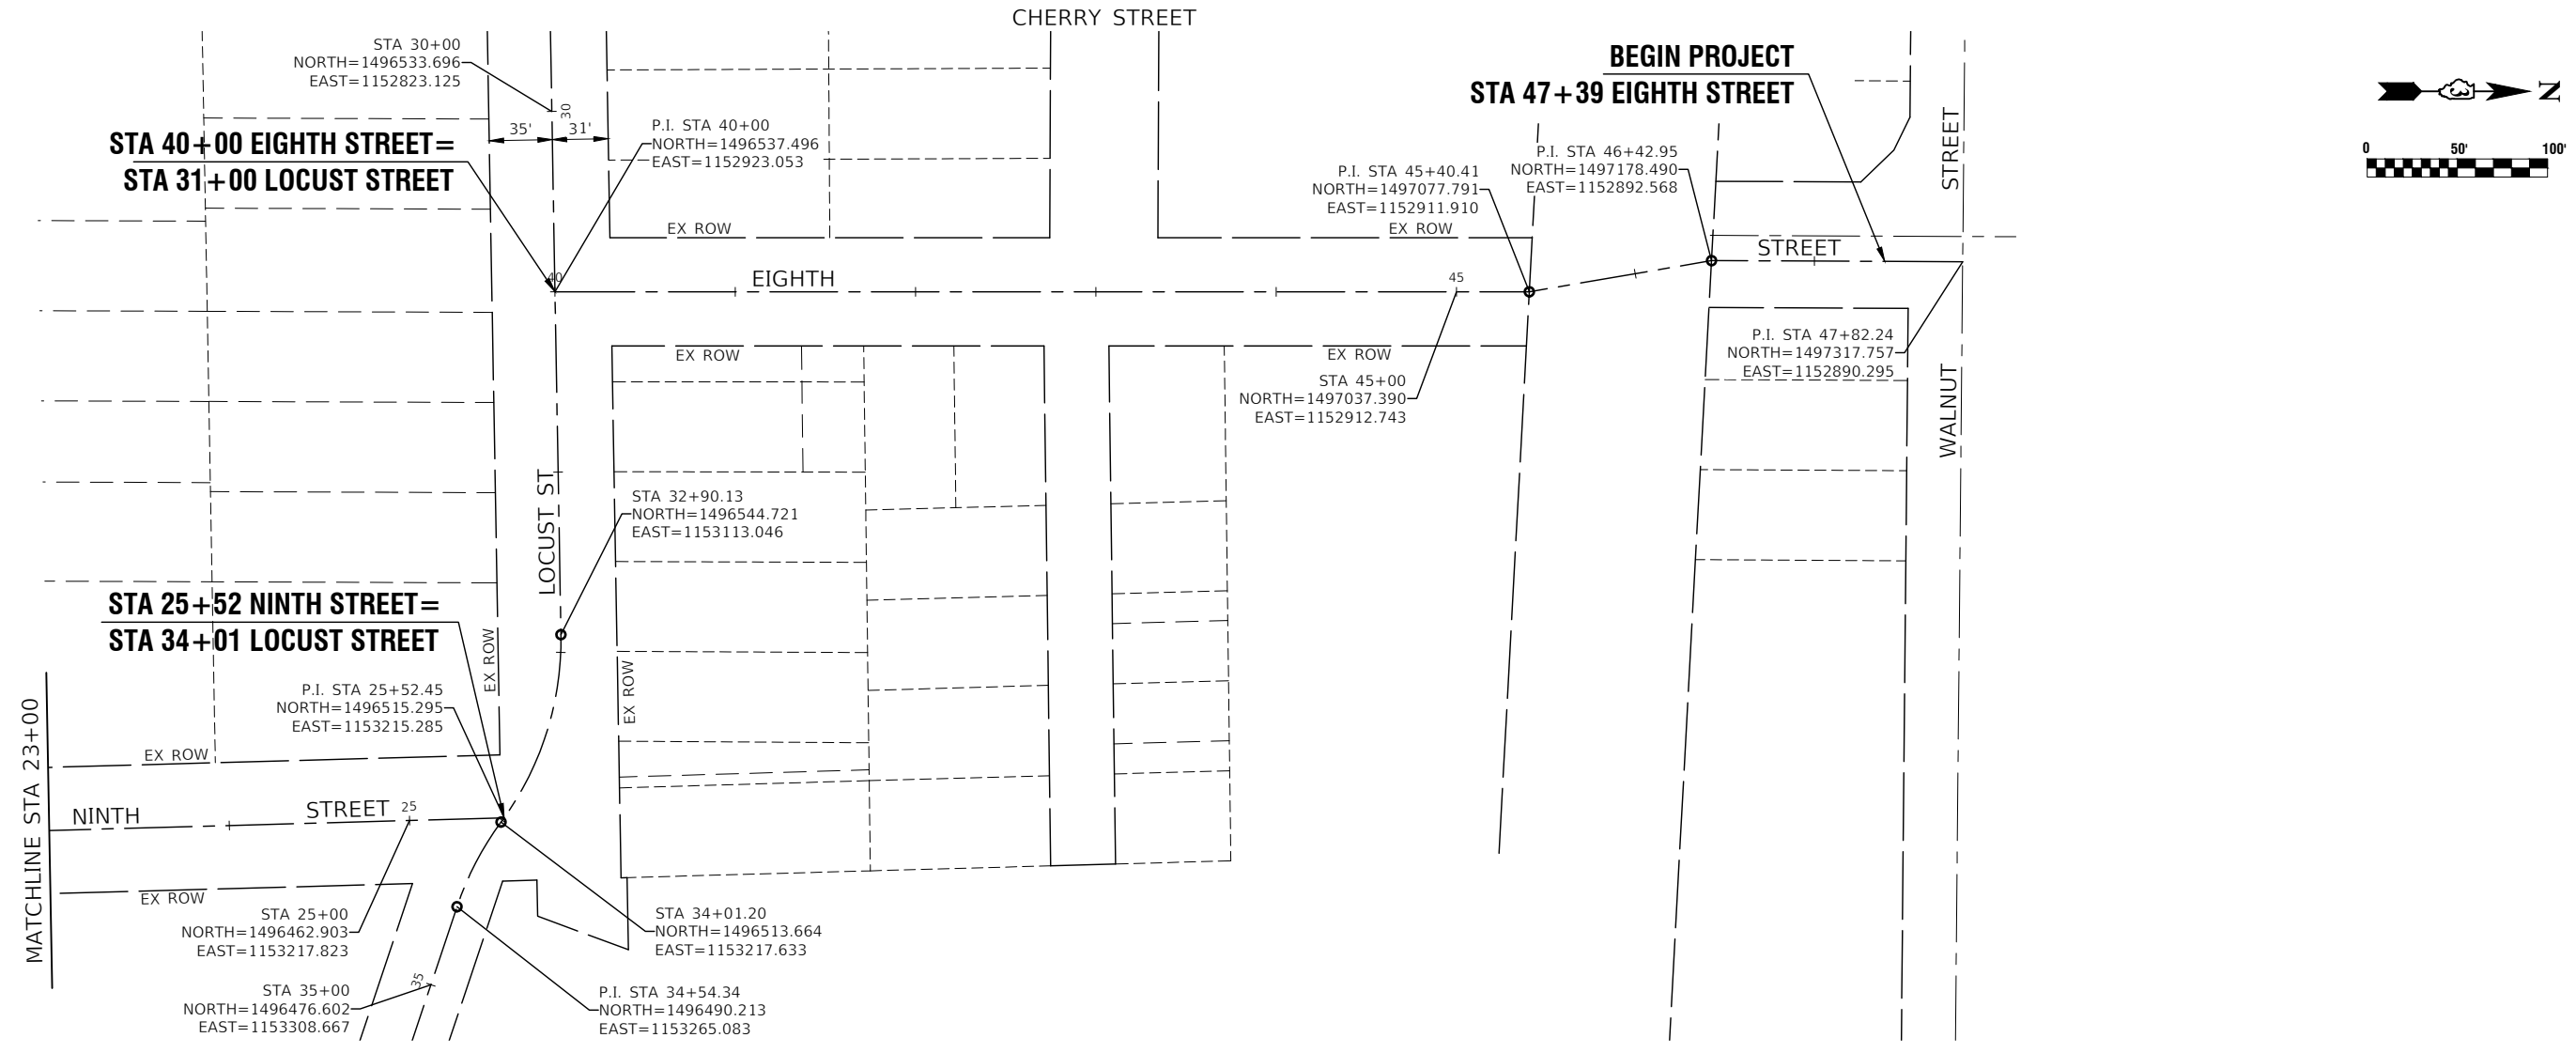 CHERRY STREET
STA 30+00
NORTH=1496533.696
EAST=1152823.125
30
35'
31'
STA 40+00 EIGHTH STREET=
STA 31+00 LOCUST STREET
P.I. STA 40+00
NORTH=1496537.496
EAST=1152923.053
BEGIN PROJECT
STA 47+39 EIGHTH STREET
P.I. STA 45+40.41
NORTH=1497077.791
EAST=1152911.910
P.I. STA 46+42.95
NORTH=1497178.490
EAST=1152892.568
STREET
N
0 50' 100'
EX ROW
EX ROW
STREET
40
EIGHTH
45
EX ROW
EX ROW
P.I. STA 47+82.24
NORTH=1497317.757
EAST=1152890.295
STA 45+00
NORTH=1497037.390
EAST=1152912.743
WALNUT
LOCUST ST
STA 32+90.13
NORTH=1496544.721
EAST=1153113.046
STA 25+52 NINTH STREET=
STA 34+01 LOCUST STREET
EX ROW
EX ROW
P.I. STA 25+52.45
NORTH=1496515.295
EAST=1153215.285
MATCHLINE STA 23+00
EX ROW
NINTH
STREET
25
EX ROW
STA 25+00
NORTH=1496462.903
EAST=1153217.823
STA 34+01.20
NORTH=1496513.664
EAST=1153217.633
35
STA 35+00
NORTH=1496476.602
EAST=1153308.667
P.I. STA 34+54.34
NORTH=1496490.213
EAST=1153265.083